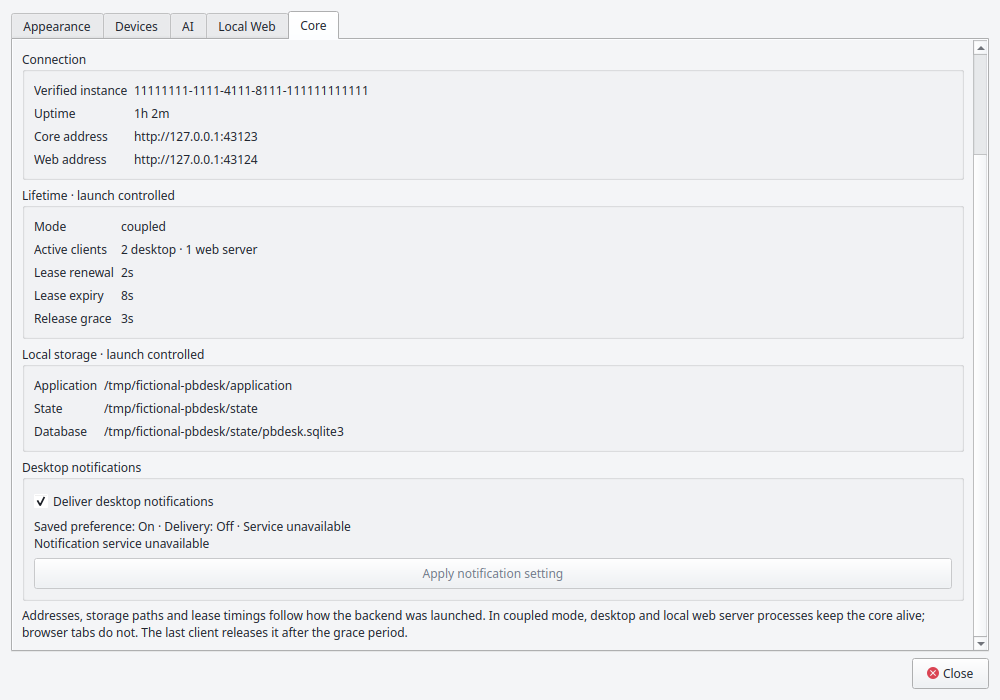 Appearance Devices AI Local Web Core
Connection
Verified instance 11111111-1111-4111-8111-111111111111
Uptime 1h 2m
Core address http://127.0.0.1:43123
Web address http://127.0.0.1:43124
Lifetime · launch controlled
Mode coupled
Active clients 2 desktop · 1 web server
Lease renewal 2s
Lease expiry 8s
Release grace 3s
Local storage · launch controlled
Application /tmp/fictional-pbdesk/application
State /tmp/fictional-pbdesk/state
Database /tmp/fictional-pbdesk/state/pbdesk.sqlite3
Desktop notifications
Deliver desktop notifications
Saved preference: On · Delivery: Off · Service unavailable
Notification service unavailable
Apply notification setting
Addresses, storage paths and lease timings follow how the backend was launched. In coupled mode, desktop and local web server processes keep the core alive;
browser tabs do not. The last client releases it after the grace period.
Close